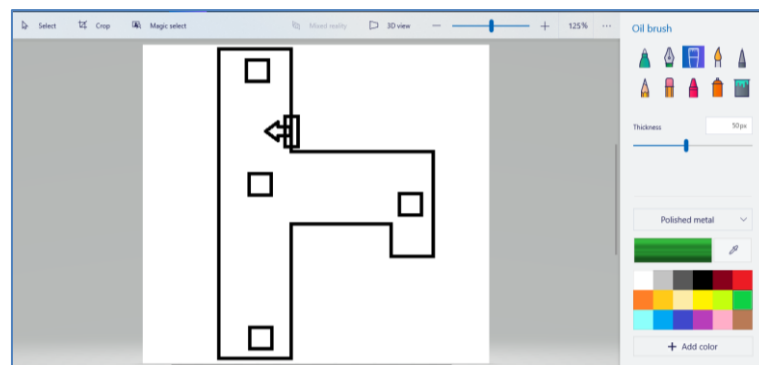 Select Crop Magic select Mixed reality 3D view 125% ...
Oil brush
Thickness 50px
Polished metal
+ Add color